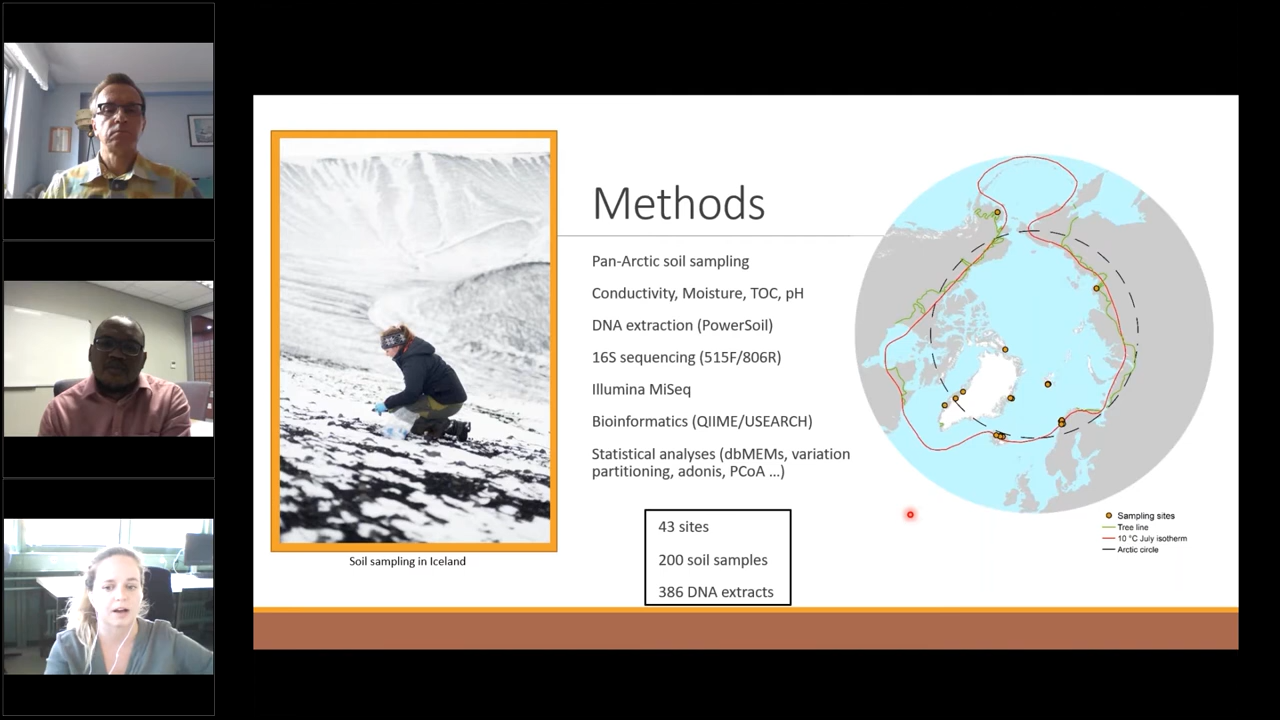 Methods
Pan-Arctic soil sampling
Conductivity, Moisture, TOC, pH
DNA extraction (PowerSoil)
16S sequencing (515F/806R)
Illumina MiSeq
Bioinformatics (QIIME/USEARCH)
Statistical analyses (dbMEMs, variation
partitioning, adonis, PCoA ...)
43 sites
200 soil samples
386 DNA extracts
Soil sampling in Iceland
Sampling sites
Tree line
10 °C July isotherm
Arctic circle